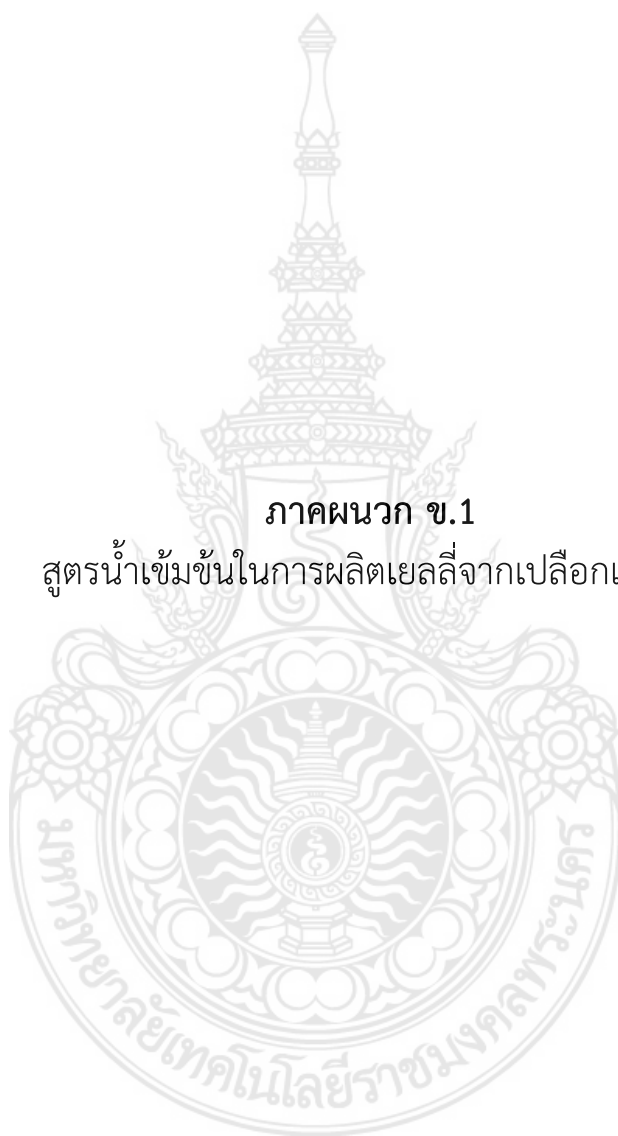 ภาคผนวก ข.1
สูตรน้ำเข้มข้นในการผลิตเยลลี่จากเปลือก
มหาวิทยาลัยเทคโนโลยีราชมงคลพระนคร